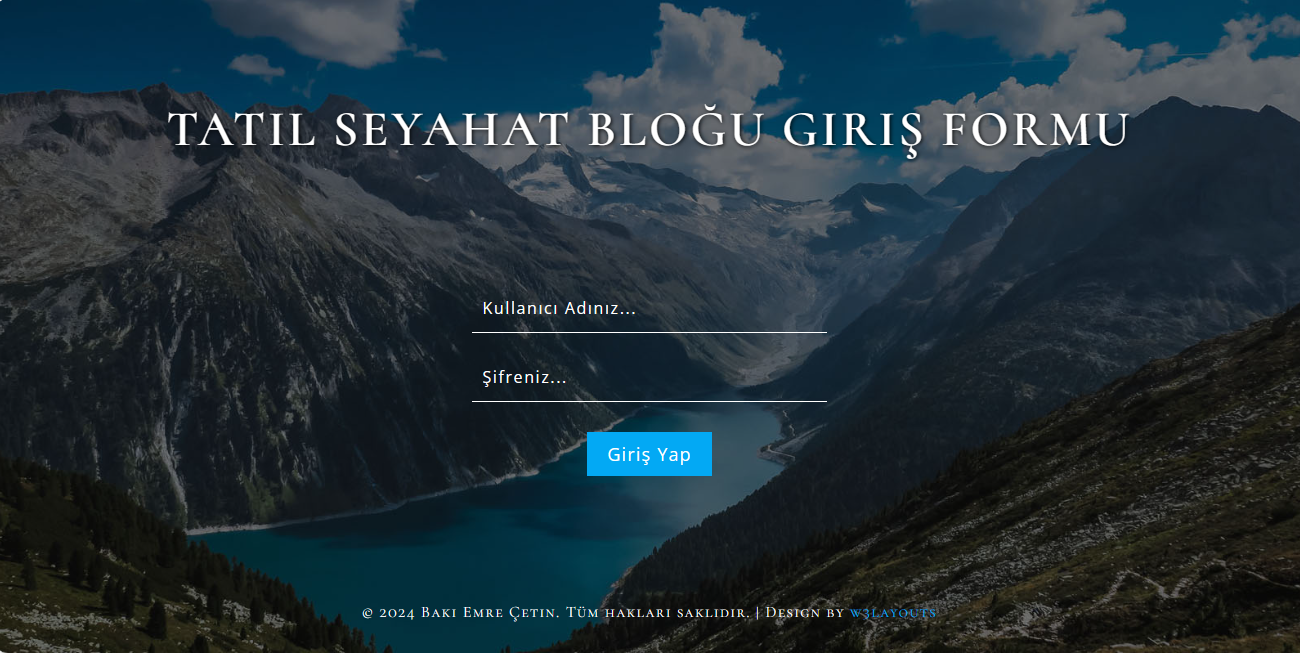 TATIL SEYAHAT BLOĞU GIRIŞ FORMU
Kullanıcı Adınız...
Şifreniz...
Giriş Yap
© 2024 Baki Emre Çetin. Tüm hakları saklıdır. | Design by w3layouts